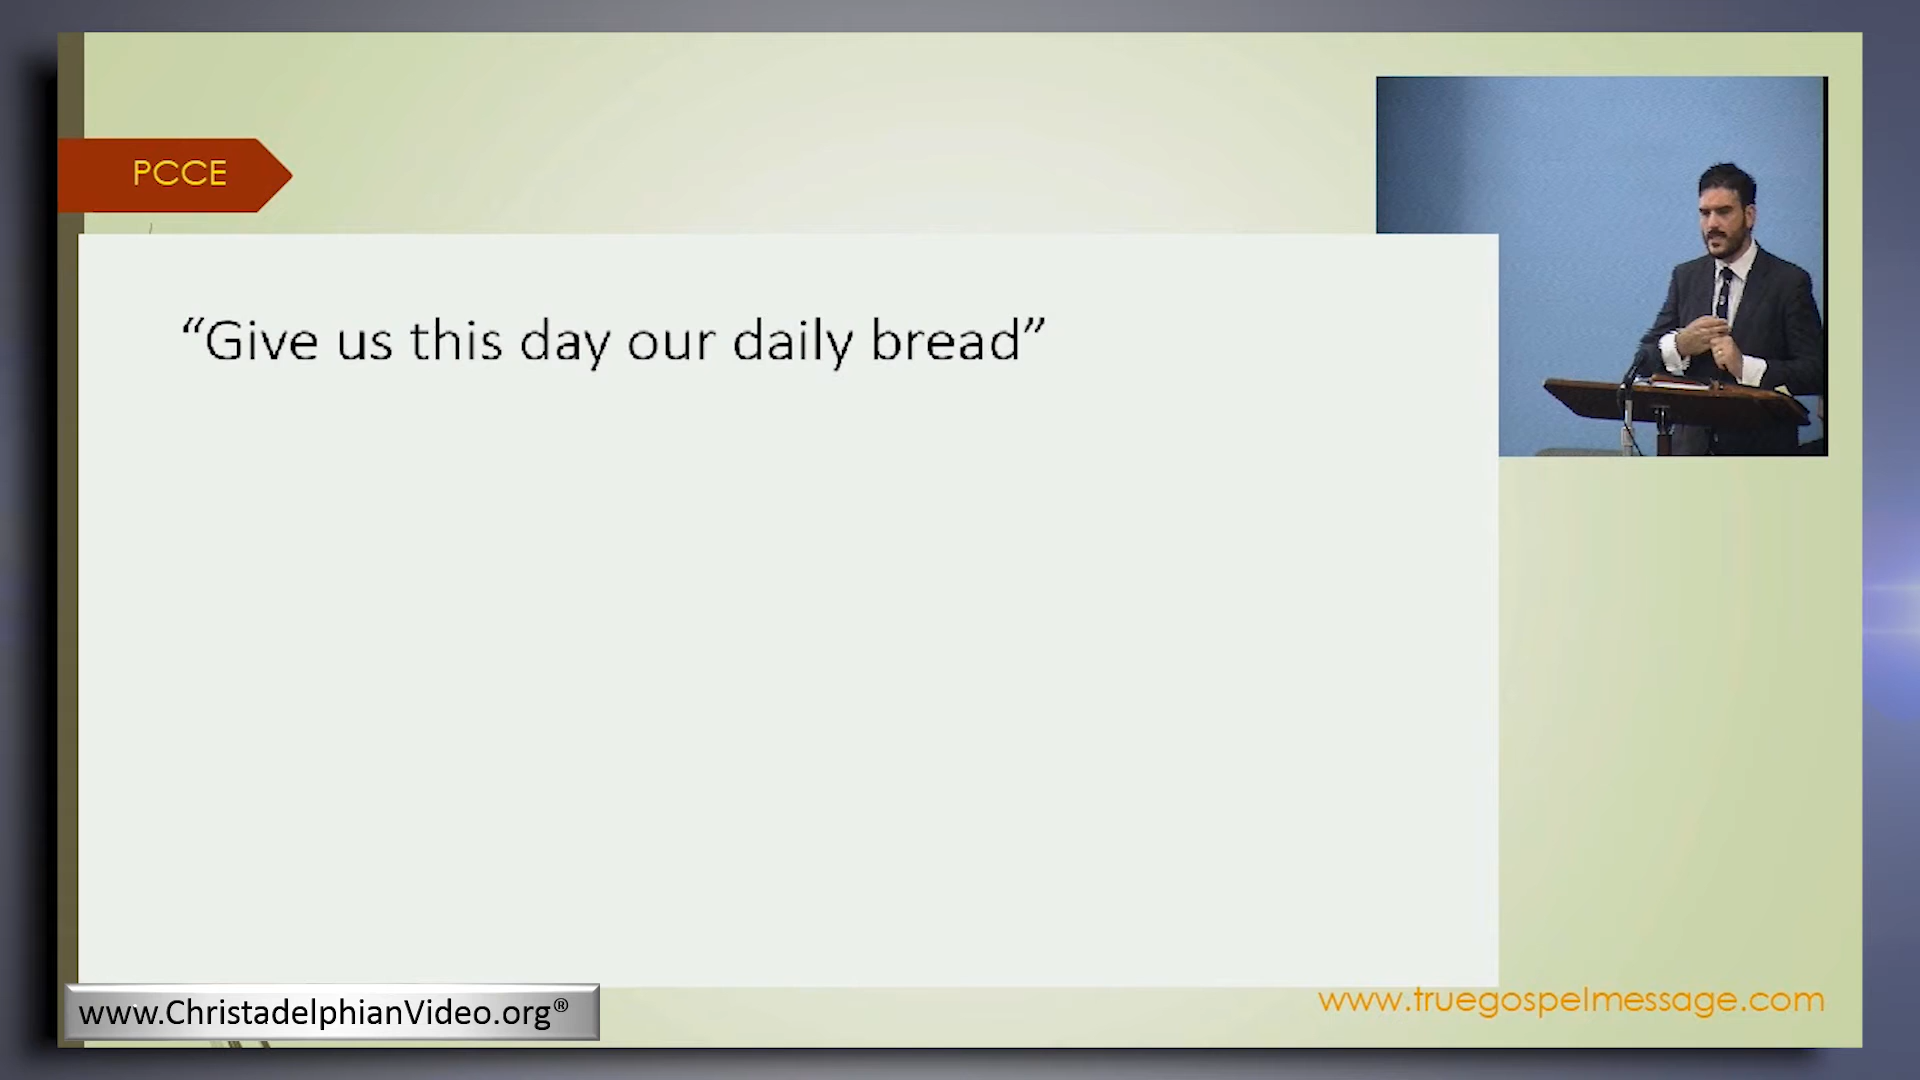 PCCE
“Give us this day our daily bread”
www.ChristadelphianVideo.org®
www.truegospelmessage.com